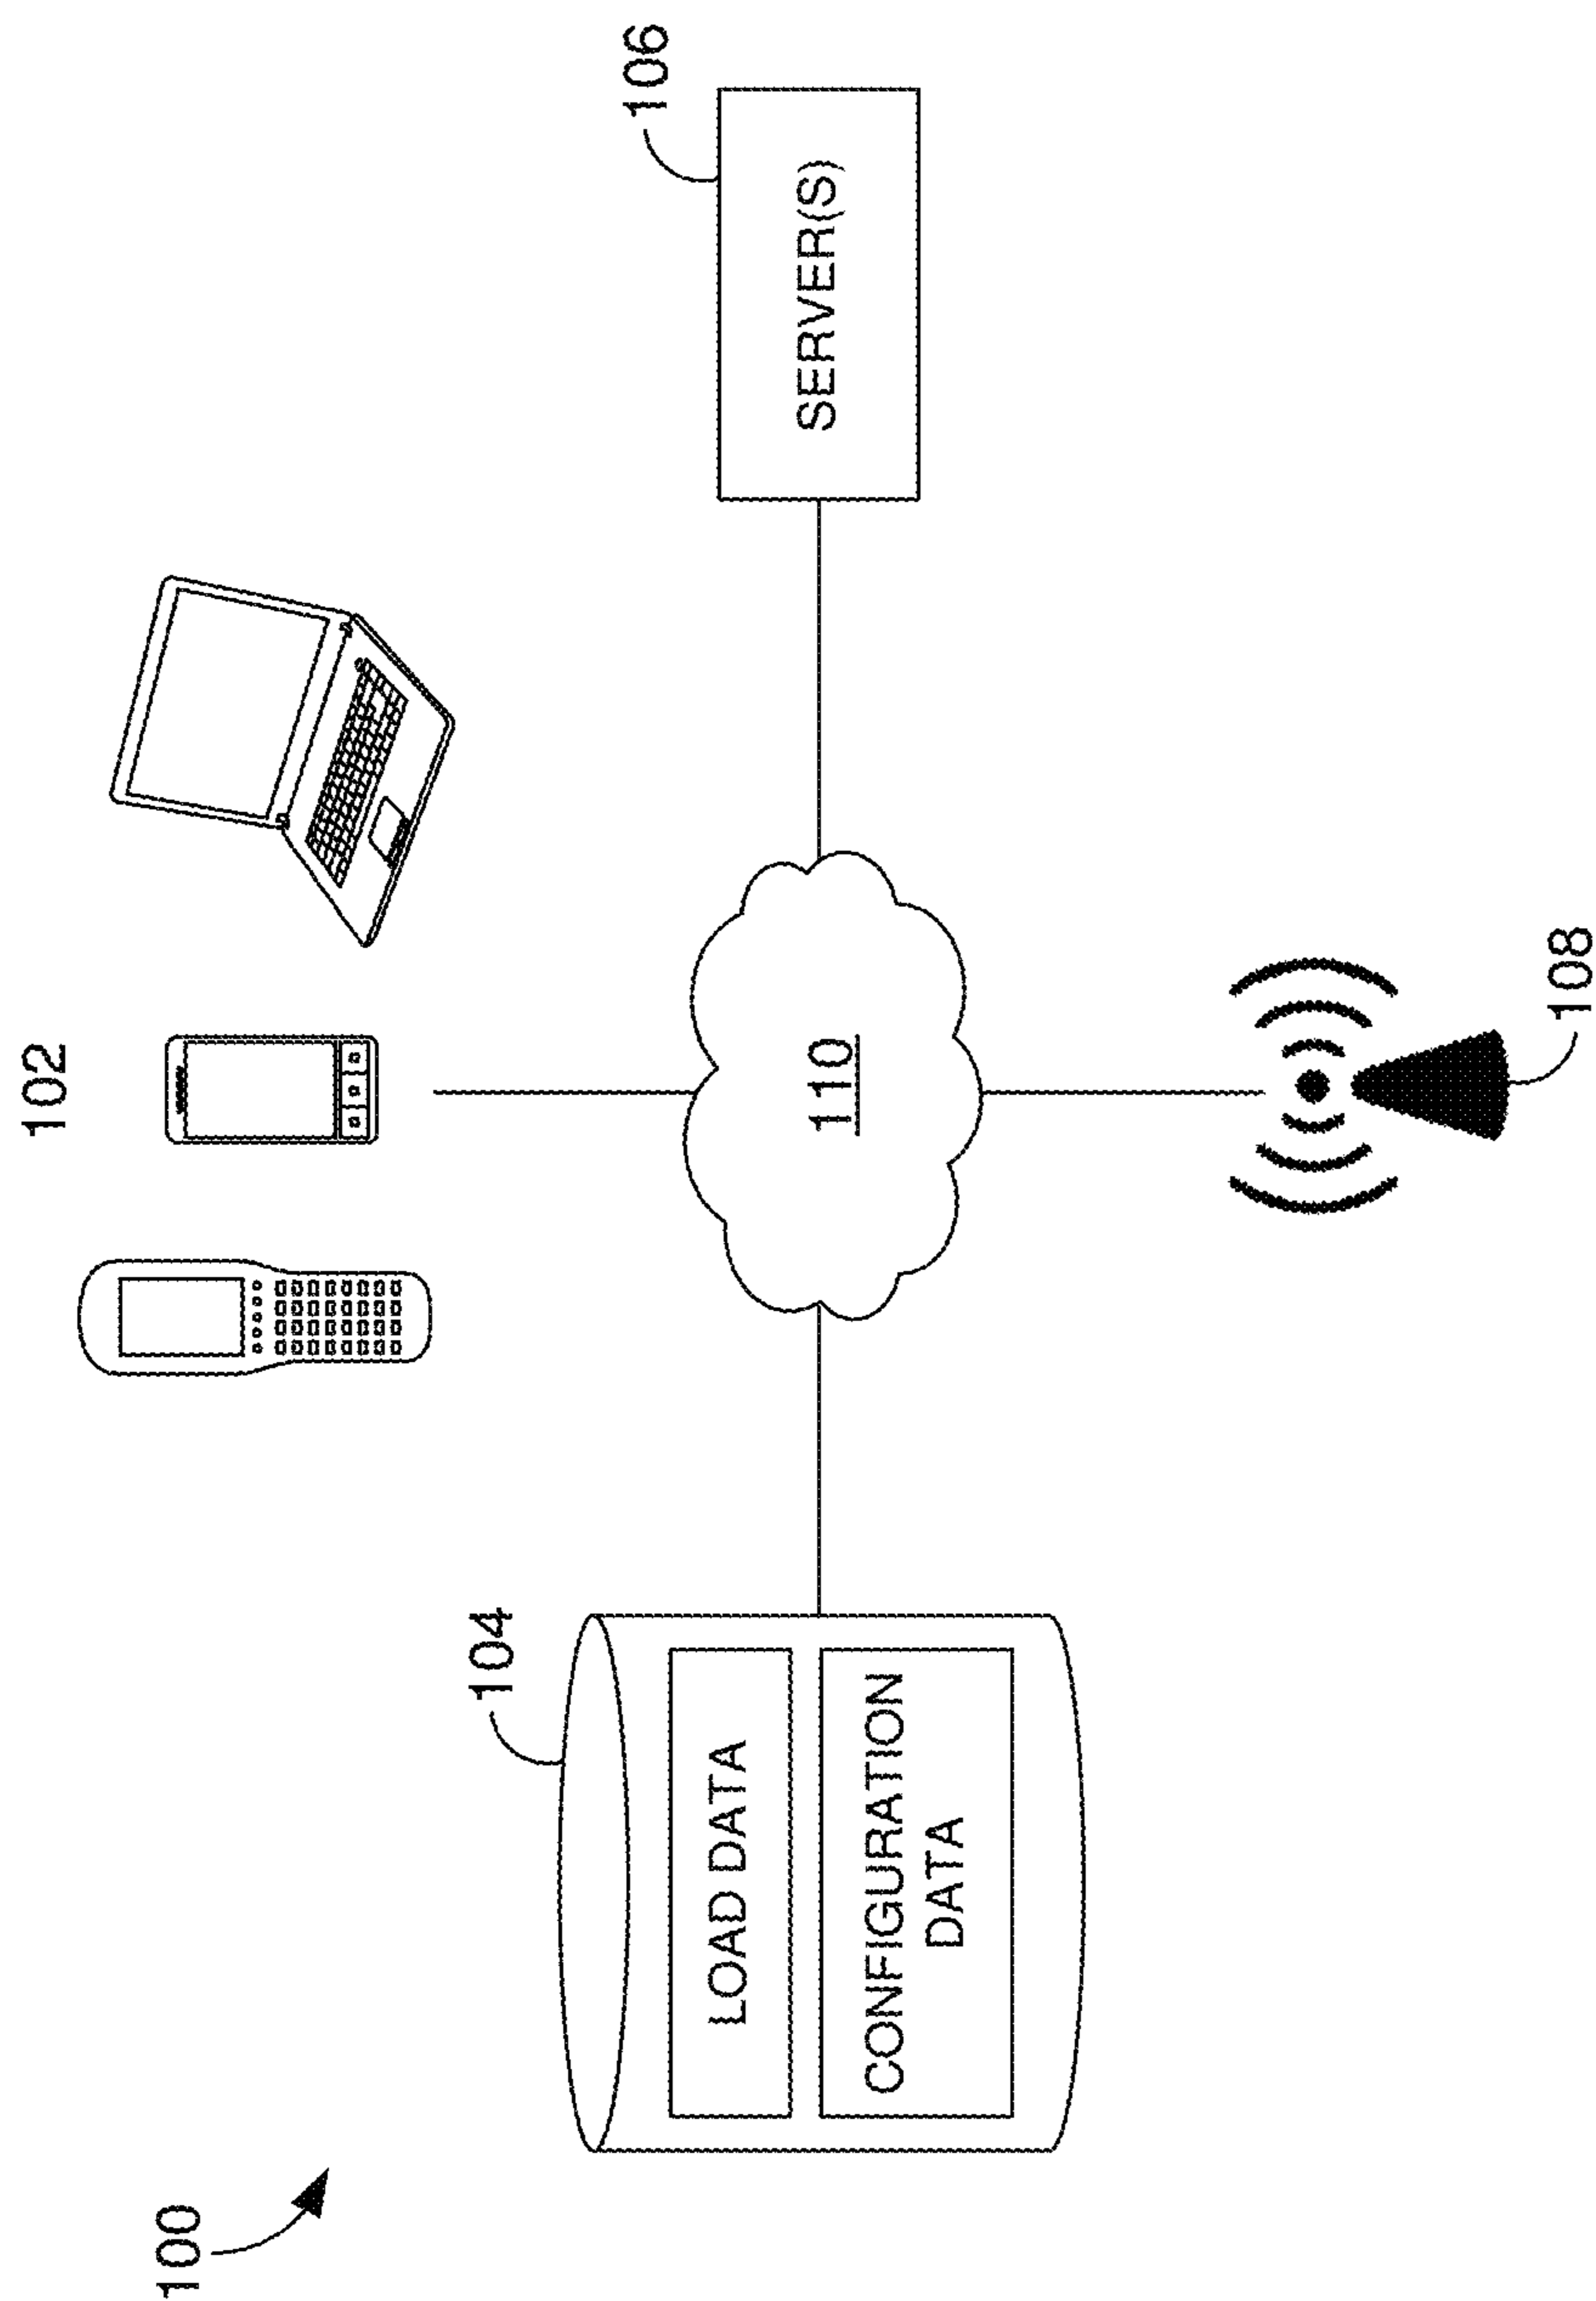 100
102
104
LOAD DATA
CONFIGURATION
DATA
110
106
SERVER(S)
108